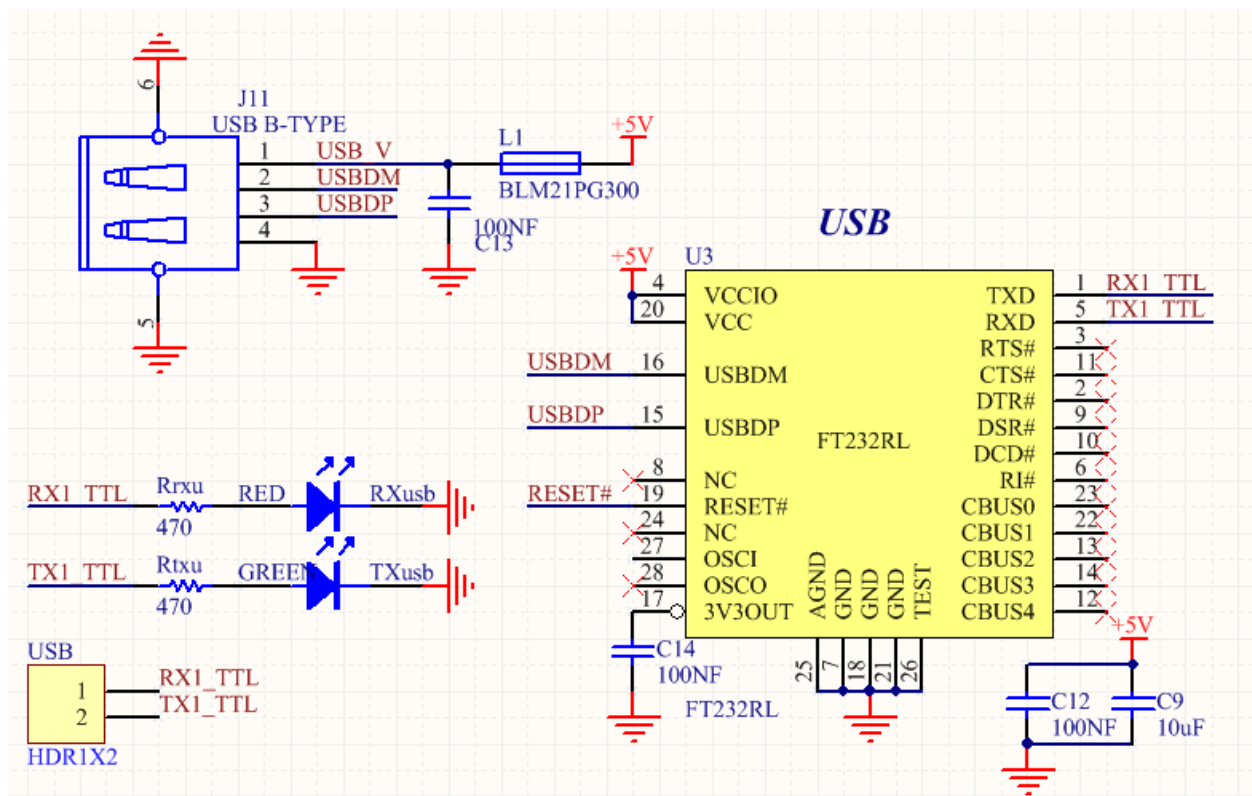 6
J11
USB B-TYPE
1
USB_V
2
USBDM
3
USBDP
4
5
L1
BLM21PG300
+5V
100NF
C13
USB
+5V
U3
4
VCCIO
20
VCC
USBDM
16
USBDM
USBDP
15
USBDP
8
NC
RESET#
19
RESET#
24
NC
27
OSCI
28
OSCO
17
3V3OUT
FT232RL
TXD
1
RX1_TTL
RXD
5
TX1_TTL
RTS#
3
CTS#
11
DTR#
2
DSR#
9
DCD#
10
RI#
6
CBUS0
23
CBUS1
22
CBUS2
13
CBUS3
14
CBUS4
12
AGND
GND
GND
GND
TEST
25
7
18
21
26
C14
100NF
FT232RL
+5V
C12
100NF
C9
10uF
RX1_TTL
Rrxu
470
RED
RXusb
TX1_TTL
Rtxu
470
GREEN
TXusb
USB
1
RX1_TTL
2
TX1_TTL
HDR1X2